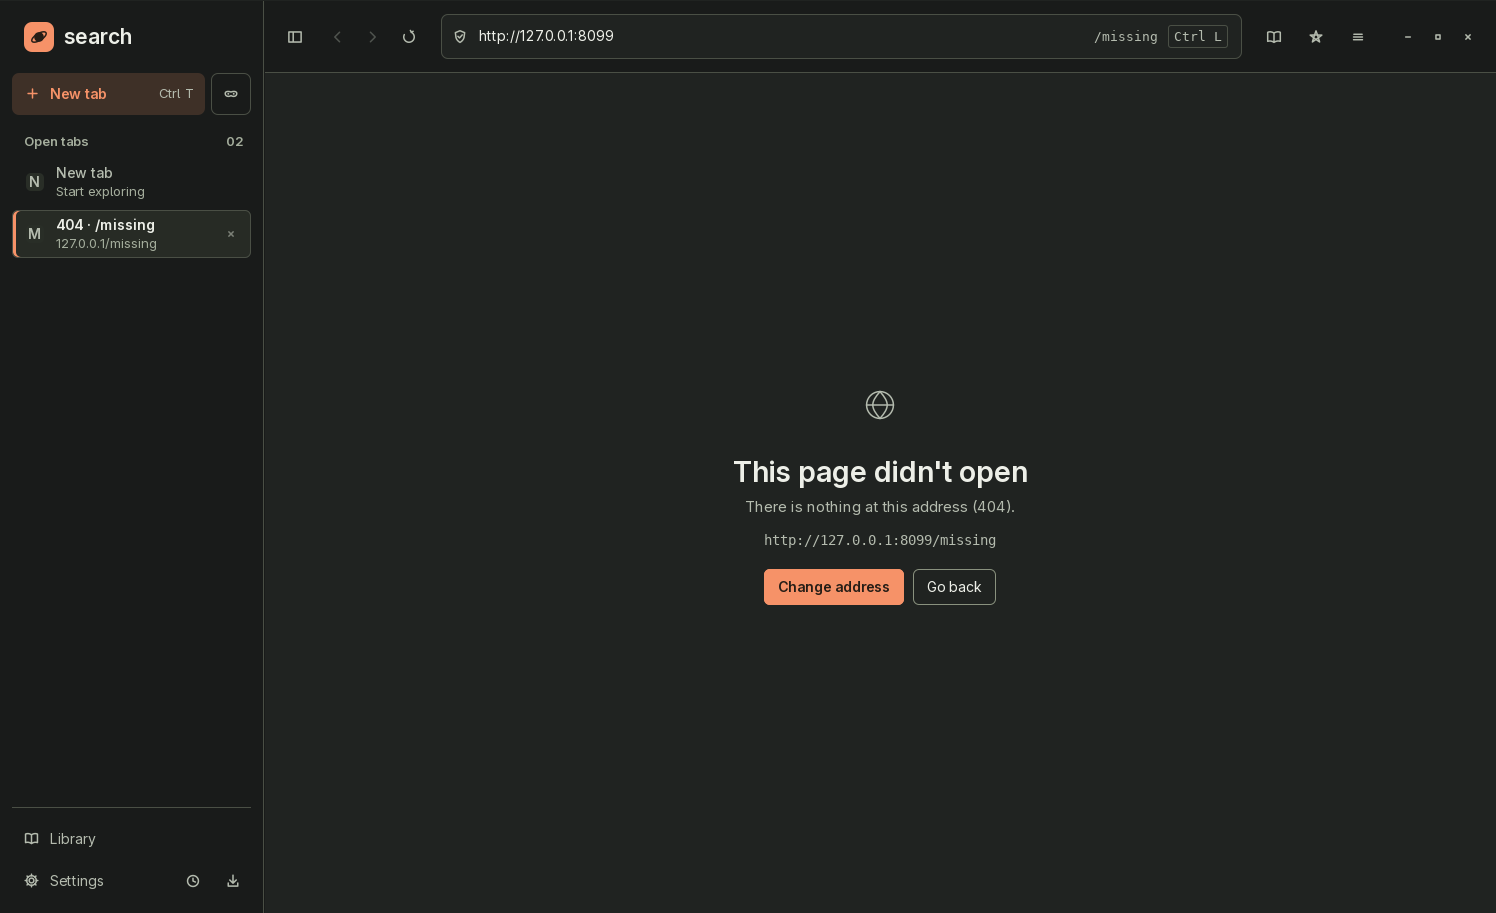 search
New tab Ctrl T
Open tabs 02
N New tab
Start exploring
M 404 · /missing
127.0.0.1/missing
Library
Settings
http://127.0.0.1:8099 /missing Ctrl L
This page didn't open
There is nothing at this address (404).
http://127.0.0.1:8099/missing
Change address Go back